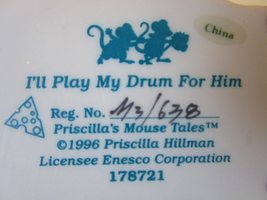 China
I'll Play My Drum For Him
Reg. No. M3/638
Priscilla's Mouse Tales™
©1996 Priscilla Hillman
Licensee Enesco Corporation
178721